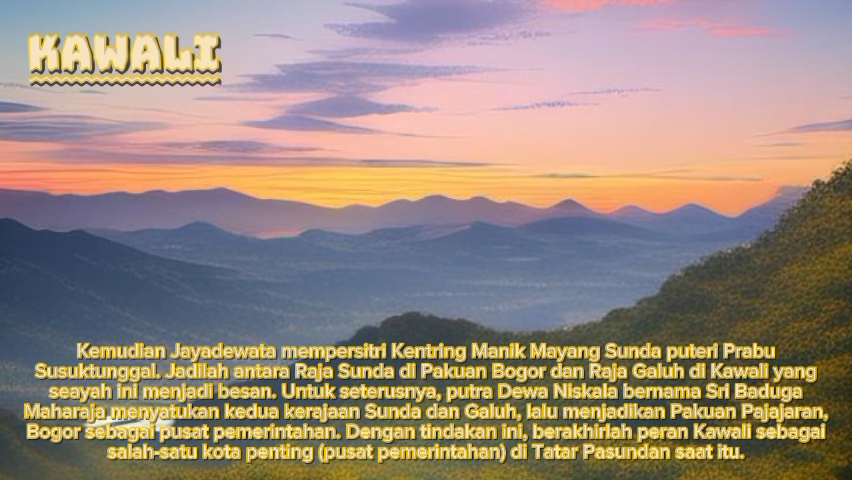 KAWALI
Kemudian Jayadewata mempersitri Kentring Manik Mayang Sunda puteri Prabu
Susuktunggal. Jadilah antara Raja Sunda di Pakuan Bogor dan Raja Galuh di Kawali yang
seayah ini menjadi besan. Untuk seterusnya, putra Dewa Niskala bernama Sri Baduga
Maharaja menyatukan kedua kerajaan Sunda dan Galuh, lalu menjadikan Pakuan Pajajaran,
Bogor sebagai pusat pemerintahan. Dengan tindakan ini, berakhirlah peran Kawali sebagai
salah-satu kota penting (pusat pemerintahan) di Tatar Pasundan saat itu.